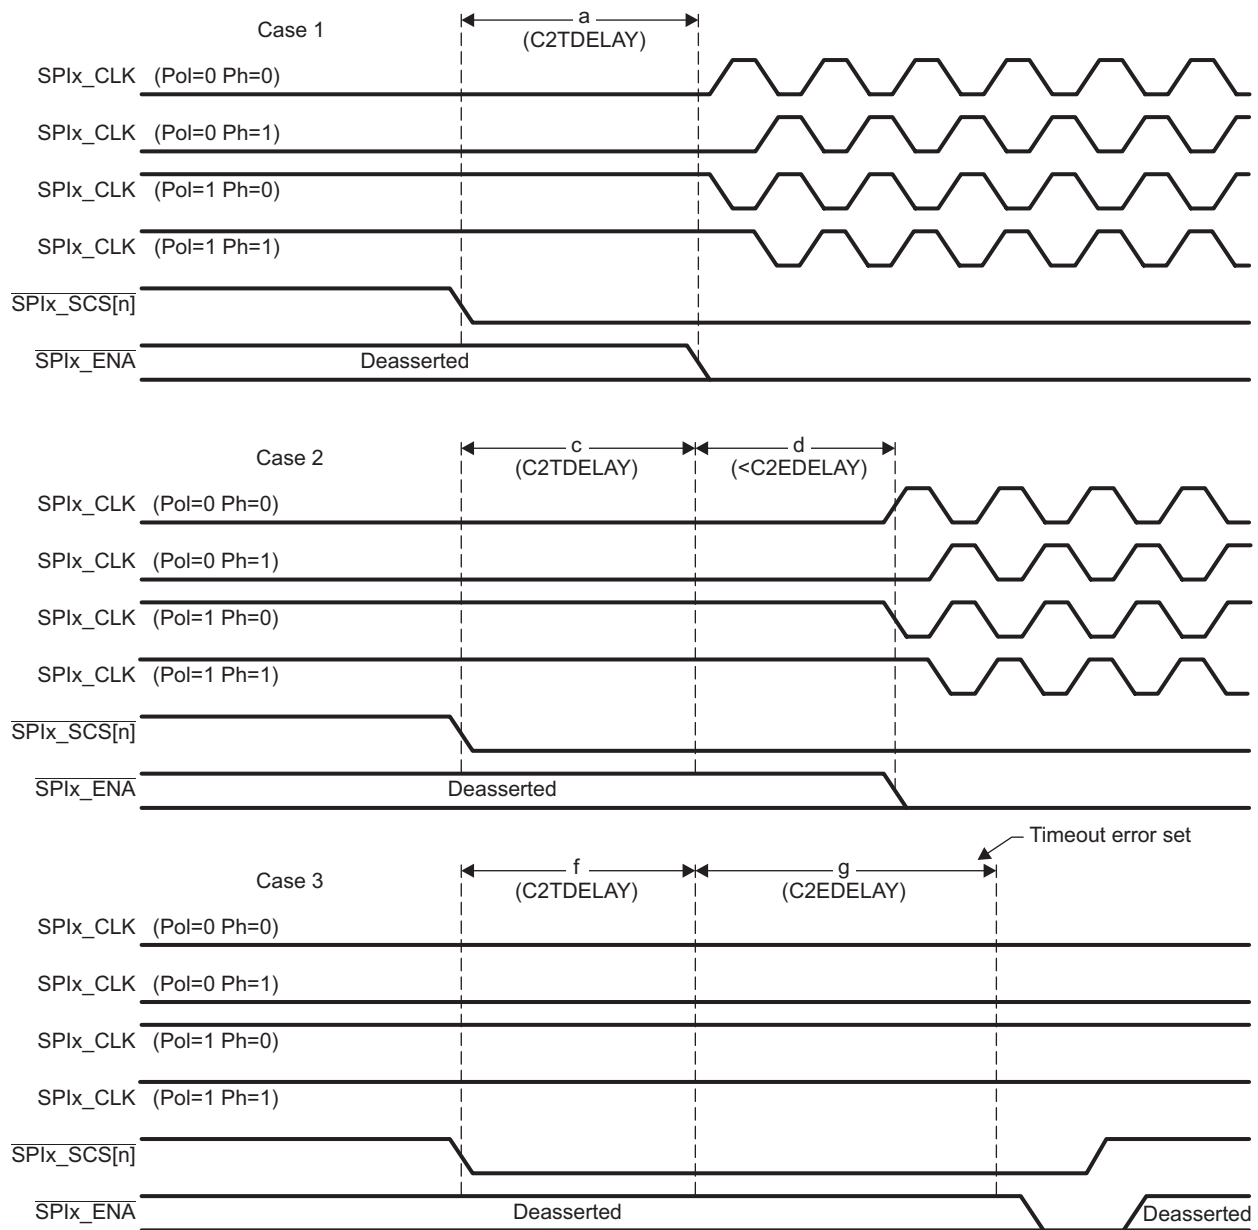 Case 1
a
(C2TDELAY)
SPIx_CLK (Pol=0 Ph=0)
SPIx_CLK (Pol=0 Ph=1)
SPIx_CLK (Pol=1 Ph=0)
SPIx_CLK (Pol=1 Ph=1)
SPIx_SCS[n]
SPIx_ENA
Deasserted
Case 2
c
(C2TDELAY)
d
(<C2EDELAY)
SPIx_CLK (Pol=0 Ph=0)
SPIx_CLK (Pol=0 Ph=1)
SPIx_CLK (Pol=1 Ph=0)
SPIx_CLK (Pol=1 Ph=1)
SPIx_SCS[n]
SPIx_ENA
Deasserted
Timeout error set
Case 3
f
(C2TDELAY)
g
(C2EDELAY)
SPIx_CLK (Pol=0 Ph=0)
SPIx_CLK (Pol=0 Ph=1)
SPIx_CLK (Pol=1 Ph=0)
SPIx_CLK (Pol=1 Ph=1)
SPIx_SCS[n]
SPIx_ENA
Deasserted
Deasserted